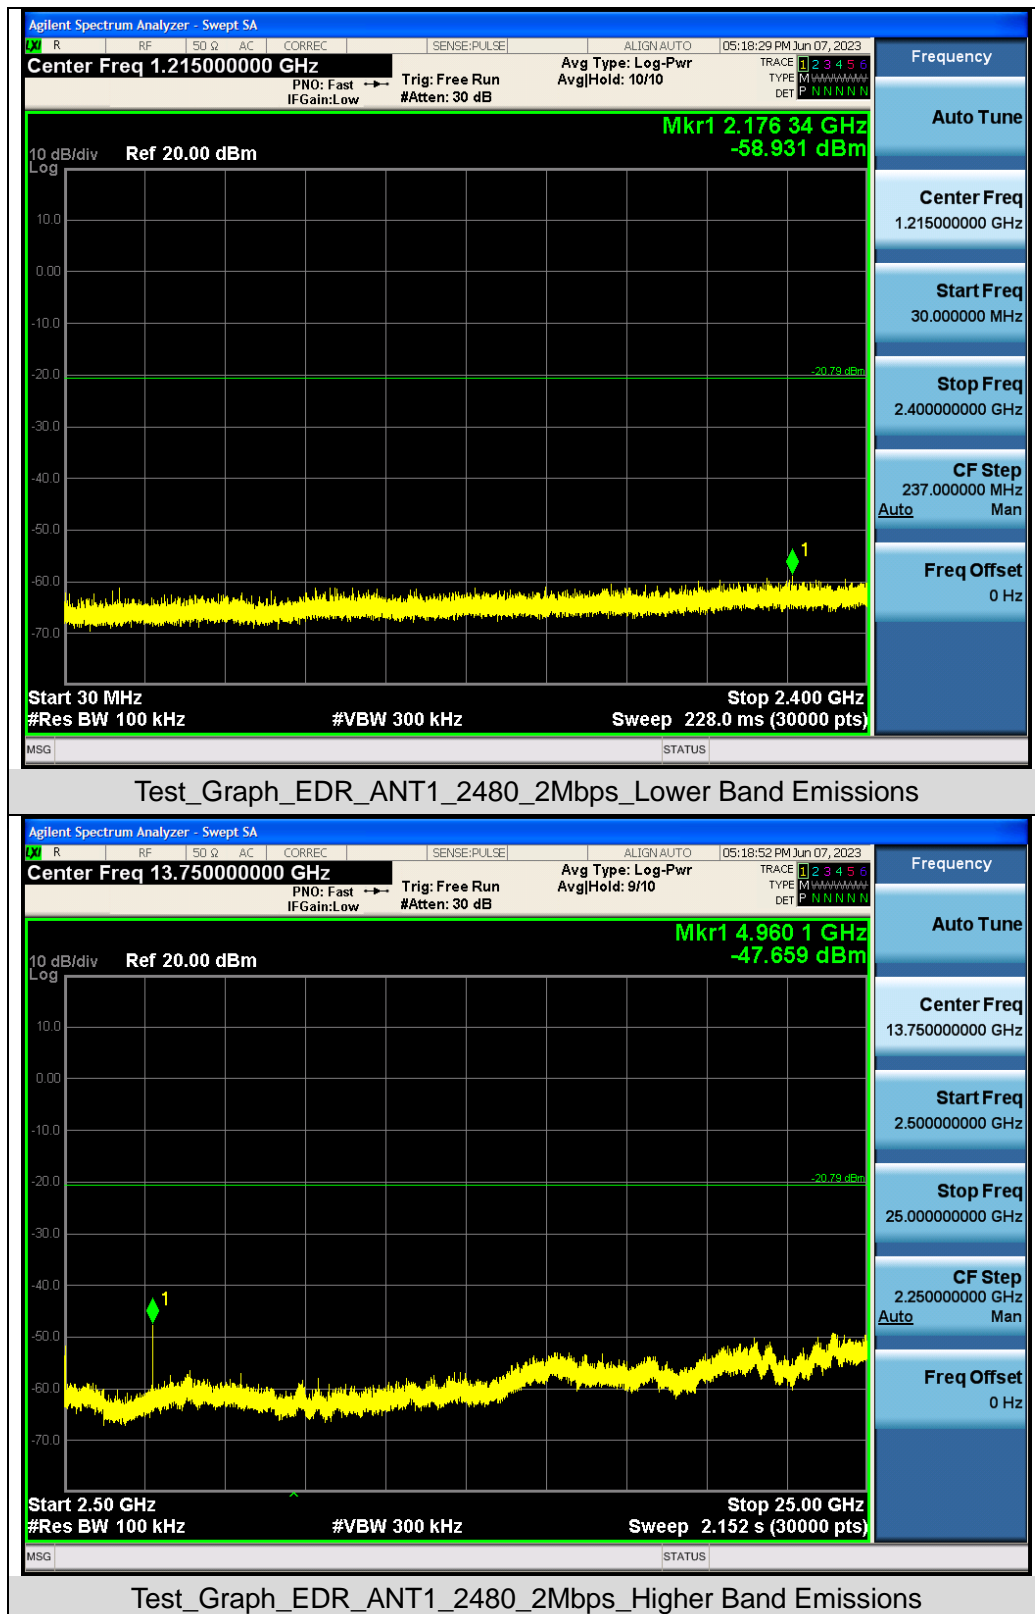 Agilent Spectrum Analyzer - Swept SA
LXI R RF 50 Ω AC CORREC SENSE:PULSE ALIGN AUTO 05:18:29 PM Jun 07, 2023
Center Freq 1.215000000 GHz
PNO: Fast
IFGain:Low
Trig: Free Run
#Atten: 30 dB
Avg Type: Log-Pwr
Avg|Hold: 10/10
TRACE 1 2 3 4 5 6
TYPE M WWWWW
DET P N N N N N
Frequency
Mkr1 2.176 34 GHz
-58.931 dBm
10 dB/div Ref 20.00 dBm
Log
10.0
0.00
-10.0
-20.0
-20.79 dBm
-30.0
-40.0
-50.0
1
-60.0
-70.0
Start 30 MHz Stop 2.400 GHz
#Res BW 100 kHz #VBW 300 kHz Sweep 228.0 ms (30000 pts)
MSG STATUS
Auto Tune
Center Freq
1.215000000 GHz
Start Freq
30.000000 MHz
Stop Freq
2.400000000 GHz
CF Step
237.000000 MHz
Auto Man
Freq Offset
0 Hz
Test_Graph_EDR_ANT1_2480_2Mbps_Lower Band Emissions
Agilent Spectrum Analyzer - Swept SA
LXI R RF 50 Ω AC CORREC SENSE:PULSE ALIGN AUTO 05:18:52 PM Jun 07, 2023
Center Freq 13.750000000 GHz
PNO: Fast
IFGain:Low
Trig: Free Run
#Atten: 30 dB
Avg Type: Log-Pwr
Avg|Hold: 9/10
TRACE 1 2 3 4 5 6
TYPE M WWWWW
DET P N N N N N
Frequency
Mkr1 4.960 1 GHz
-47.659 dBm
10 dB/div Ref 20.00 dBm
Log
10.0
0.00
-10.0
-20.0
-20.79 dBm
-30.0
-40.0
1
-50.0
-60.0
-70.0
Start 2.50 GHz Stop 25.00 GHz
#Res BW 100 kHz #VBW 300 kHz Sweep 2.152 s (30000 pts)
MSG STATUS
Auto Tune
Center Freq
13.750000000 GHz
Start Freq
2.500000000 GHz
Stop Freq
25.000000000 GHz
CF Step
2.250000000 GHz
Auto Man
Freq Offset
0 Hz
Test_Graph_EDR_ANT1_2480_2Mbps_Higher Band Emissions